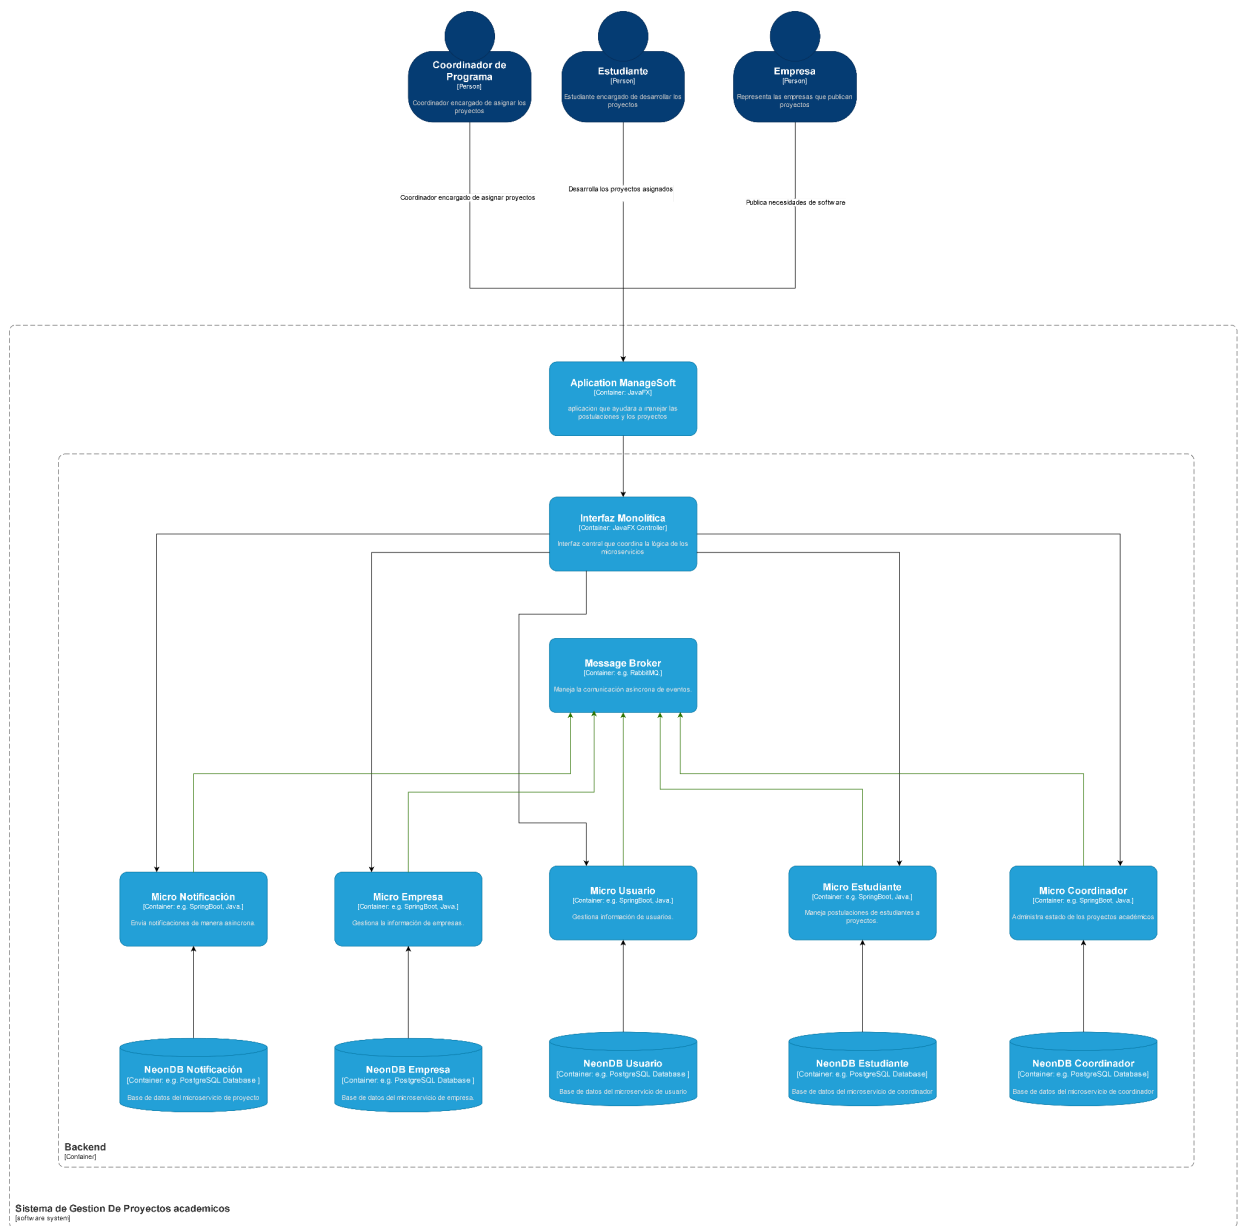 Coordinador de
Programa
[Person]
Coordinador encargado de asignar los
proyectos
Estudiante
[Person]
Estudiante encargado de desarrollar los
proyectos
Empresa
[Person]
Representa las empresas que publican
proyectos
Coordinador encargado de asignar proyectos
Desarrolla los proyectos asignados
Publica necesidades de software
Aplication ManageSoft
[Container: JavaFX]
aplicación que ayudara a manejar las
postulaciones y los proyectos
Interfaz Monolitica
[Container: JavaFX Controller]
Interfaz central que coordina la lógica de los
microservicios
Message Broker
[Container: e.g. RabbitMQ.]
Maneja la comunicación asíncrona de eventos.
Micro Notificación
[Container: e.g. SpringBoot, Java.]
Envia notificaciones de manera asincrona.
Micro Empresa
[Container: e.g. SpringBoot, Java.]
Gestiona la información de empresas.
Micro Usuario
[Container: e.g. SpringBoot, Java.]
Gestiona información de usuarios.
Micro Estudiante
[Container: e.g. SpringBoot, Java.]
Maneja postulaciones de estudiantes a
proyectos.
Micro Coordinador
[Container: e.g. SpringBoot, Java.]
Administra estado de los proyectos académicos
NeonDB Notificación
[Container: e.g. PostgreSQL Database ]
Base de datos del microservicio de proyecto
NeonDB Empresa
[Container: e.g. PostgreSQL Database ]
Base de datos del microservicio de empresa.
NeonDB Usuario
[Container: e.g. PostgreSQL Database ]
Base de datos del microservicio de usuario
NeonDB Estudiante
[Container: e.g. PostgreSQL Database]
Base de datos del microservicio de coordinador
NeonDB Coordinador
[Container: e.g. PostgreSQL Database]
Base de datos del microservicio de coordinador
Backend
[Container]
Sistema de Gestion De Proyectos academicos
[software system]